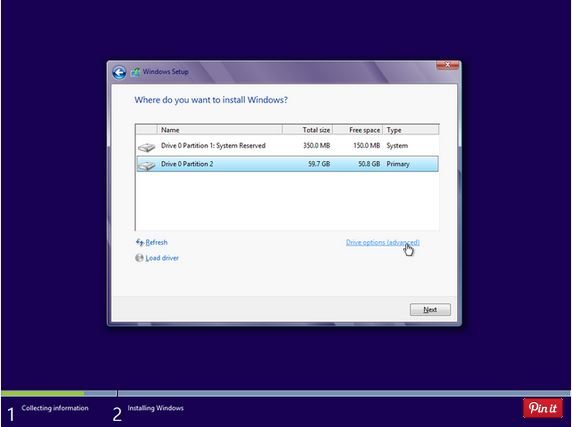 Windows Setup
Where do you want to install Windows?
Name Total size Free space Type
Drive 0 Partition 1: System Reserved 350.0 MB 150.0 MB System
Drive 0 Partition 2 59.7 GB 50.8 GB Primary
Refresh Drive options (advanced)
Load driver
Next
1 Collecting information 2 Installing Windows
Pin it